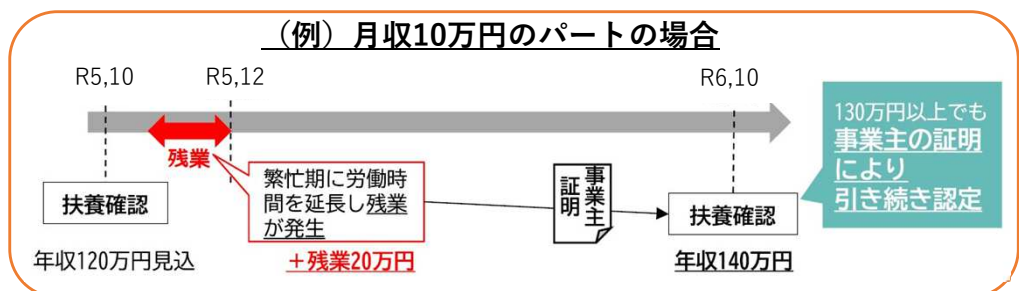 （例）月収10万円のパートの場合
R5,10
R5,12
R6,10
残業
扶養確認
年収120万円見込
繁忙期に労働時
間を延長し残業
が発生
＋残業20万円
事業主
証明
扶養確認
年収140万円
130万円以上でも
事業主の証明
により
引き続き認定